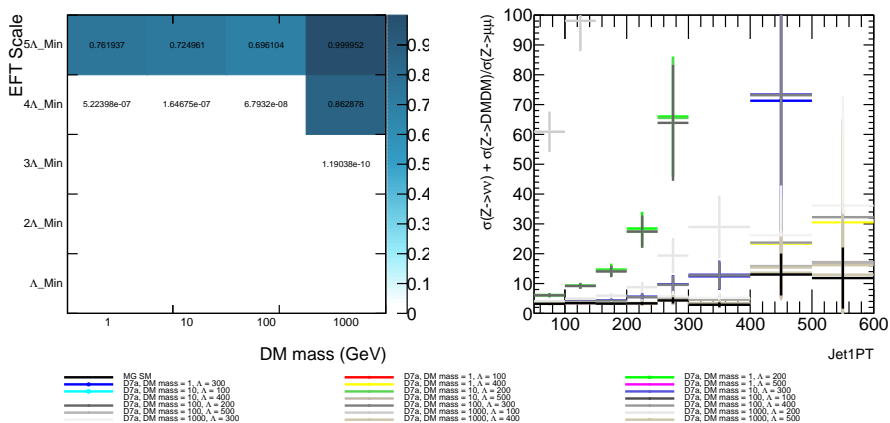 EFT Scale
5Λ_Min
4Λ_Min
3Λ_Min
2Λ_Min
Λ_Min
0.761937 0.724961 0.696104 0.999952
5.22398e-07 1.64675e-07 6.7932e-08 0.862878
1.19038e-10
1 10 100 1000
DM mass (GeV)
0.9
0.8
0.7
0.6
0.5
0.4
0.3
0.2
0.1
0
σ(Z->νν) + σ(Z->DMDM)/σ(Z->μμ)
100
90
80
70
60
50
40
30
20
10
0
100 200 300 400 500 600
Jet1PT
MG SM
D7a, DM mass = 1, Λ = 300
D7a, DM mass = 10, Λ = 100
D7a, DM mass = 10, Λ = 400
D7a, DM mass = 100, Λ = 200
D7a, DM mass = 100, Λ = 500
D7a, DM mass = 1000, Λ = 300
D7a, DM mass = 1, Λ = 100
D7a, DM mass = 1, Λ = 400
D7a, DM mass = 10, Λ = 200
D7a, DM mass = 10, Λ = 500
D7a, DM mass = 100, Λ = 300
D7a, DM mass = 1000, Λ = 100
D7a, DM mass = 1000, Λ = 400
D7a, DM mass = 1, Λ = 200
D7a, DM mass = 1, Λ = 500
D7a, DM mass = 10, Λ = 300
D7a, DM mass = 100, Λ = 100
D7a, DM mass = 100, Λ = 400
D7a, DM mass = 1000, Λ = 200
D7a, DM mass = 1000, Λ = 500